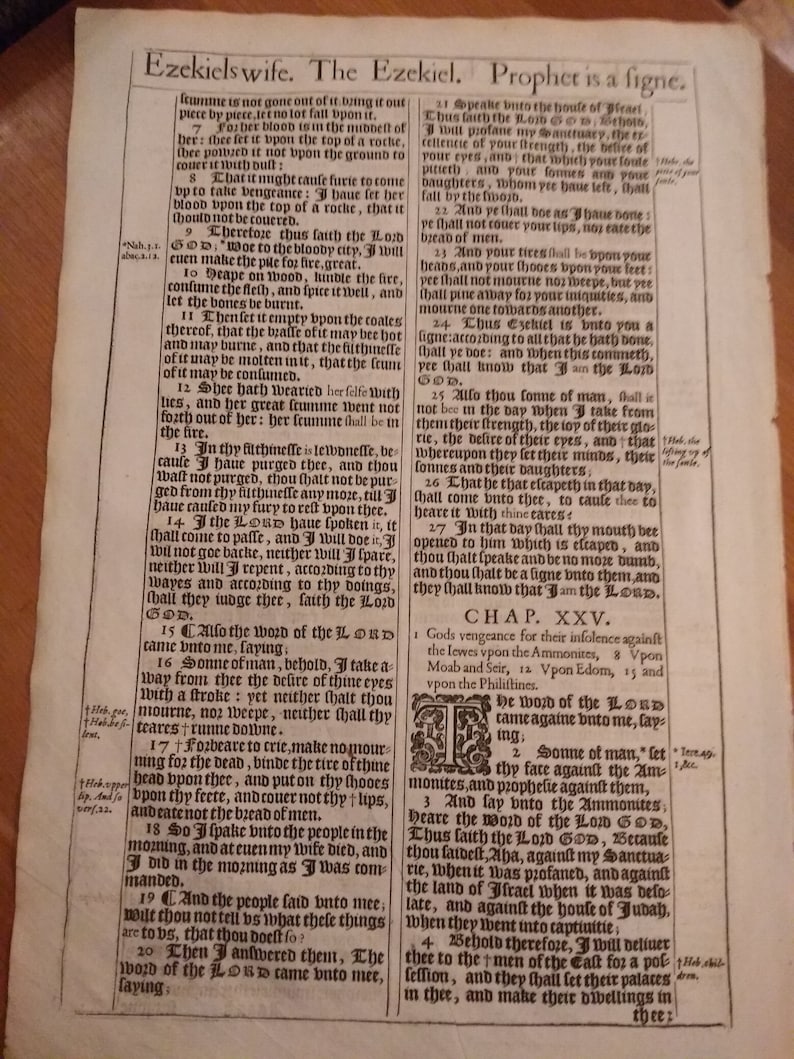 Ezekiels wife. The Ezekiel. Prophet is a signe.
scumme is not gone out of it. bring it out
piece by piece, let no lot fall vpon it.
7 For her blood is in the middest of
her: shee set it vpon the top of a rocke,
shee powred it not vpon the ground to
couer it with dust:
8 That it might cause furie to come
vp to take vengeance: I haue set her
blood vpon the top of a rocke, that it
should not be couered.
9 Therefore thus saith the Lord
GOD; *Woe to the bloody city, I will
euen make the pile for fire, great.
10 Heape on wood, kindle the fire,
consume the flesh, and spice it well, and
let the bones be burnt.
11 Then set it empty vpon the coales
thereof, that the brasse of it may bee hot
and may burne, and that the filthinesse
of it may be molten in it, that the scum
of it may be consumed.
12 Shee hath wearied her selfe with
lies, and her great scumme went not
forth out of her: her scumme shall be in
the fire.
13 In thy filthinesse is lewdnesse, be-
cause I haue purged thee, and thou
wast not purged, thou shalt not be pur-
ged from thy filthinesse any more, till I
haue caused my fury to rest vpon thee.
14 I the LORD haue spoken it, it
shall come to passe, and I will doe it, I
wil not goe backe, neither will I spare,
neither will I repent, according to thy
wayes and according to thy doings,
shall they iudge thee, saith the Lord
GOD.
15 ¶ Also the word of the LORD
came vnto me, saying;
16 Sonne of man, behold, I take a-
way from thee the desire of thine eyes
with a stroke: yet neither shalt thou
mourne, nor weepe, neither shall thy
teares † runne downe.
17 † Forbeare to crie, make no mour-
ning for the dead, binde the tire of thine
head vpon thee, and put on thy shooes
vpon thy feete, and couer not thy † lips,
and eate not the bread of men.
18 So I spake vnto the people in the
morning, and at euen my wife died, and
I did in the morning as I was com-
manded.
19 ¶ And the people said vnto mee;
wilt thou not tell vs what these things
are to vs, that thou doest so?
20 Then I answered them, The
word of the LORD came vnto mee,
saying;
*Nah.3.1.
abac.2.12.
† Heb. goe,
† Heb. be si-
lent.
† Heb. vpper
lip. And so
vers. 22.
21 Speake vnto the house of Israel,
Thus saith the Lord GOD; Behold,
I will profane my Sanctuary, the ex-
cellencie of your strength, the desire of
your eyes, and † that which your soule
pitieth; and your sonnes and your
daughters, whom yee haue left, shall
fall by the sword.
22 And ye shall doe as I haue done:
ye shall not couer your lips, nor eate the
bread of men.
23 And your tires shall be vpon your
heads, and your shooes vpon your feet:
yee shall not mourne nor weepe, but yee
shall pine away for your iniquities, and
mourne one towards another.
24 Thus Ezekiel is vnto you a
signe: according to all that he hath done,
shall ye doe: and when this commeth,
yee shall know that I am the Lord
GOD.
25 Also thou sonne of man, shall it
not bee in the day when I take from
them their strength, the ioy of their glo-
rie, the desire of their eyes, and † that
whereupon they set their minds, their
sonnes and their daughters;
26 That he that escapeth in that day,
shall come vnto thee, to cause thee to
heare it with thine eares?
27 In that day shall thy mouth bee
opened to him which is escaped, and
thou shalt speake and be no more dumb,
and thou shalt be a signe vnto them, and
they shall know that I am the LORD.
CHAP. XXV.
1 Gods vengeance for their insolence against
the Iewes vpon the Ammonites, 8 Vpon
Moab and Seir, 12 Vpon Edom, 15 and
vpon the Philistines.
The word of the LORD
came againe vnto me, say-
ing;
2 Sonne of man, * set
thy face against the Am-
monites, and prophesie against them,
3 And say vnto the Ammonites;
Heare the word of the Lord GOD,
Thus saith the Lord GOD, Because
thou saidest, Aha, against my Sanctua-
rie, when it was profaned, and against
the land of Israel when it was deso-
late, and against the house of Judah,
when they went into captiuitie;
4 Behold therefore, I will deliuer
thee to the † men of the East for a pos-
session, and they shall set their palaces
in thee, and make their dwellings in
thee:
† Heb. the
pitie of your
soule.
† Heb. the
lifting vp of
the soule.
* Iere.49.
1, &c.
† Heb. chil-
dren.